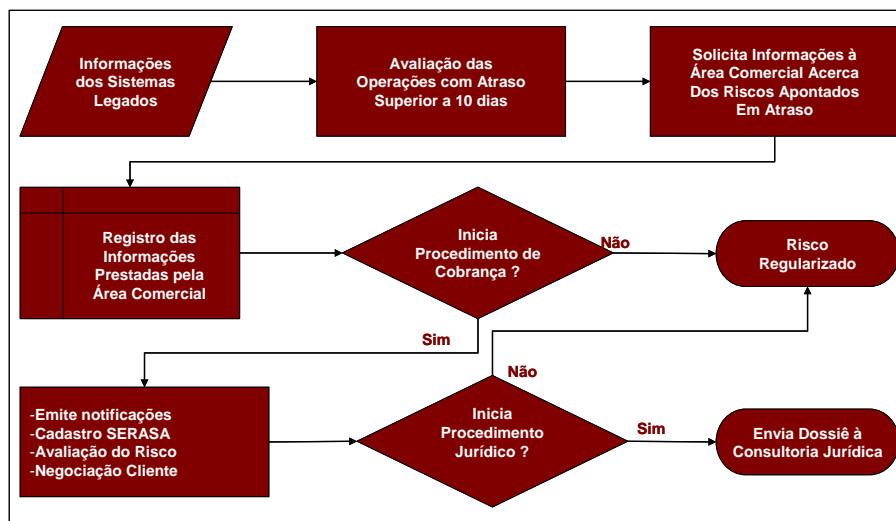 Informações
dos Sistemas
Legados
Avaliação das
Operações com Atraso
Superior a 10 dias
Solicita Informações à
Área Comercial Acerca
Dos Riscos Apontados
Em Atraso
Registro das
Informações
Prestadas pela
Área Comercial
Inicia
Procedimento de
Cobrança ?
Não
Risco
Regularizado
Sim
-Emite notificações
-Cadastro SERASA
-Avaliação do Risco
-Negociação Cliente
Não
Inicia
Procedimento
Jurídico ?
Sim
Envia Dossiê à
Consultoria Jurídica